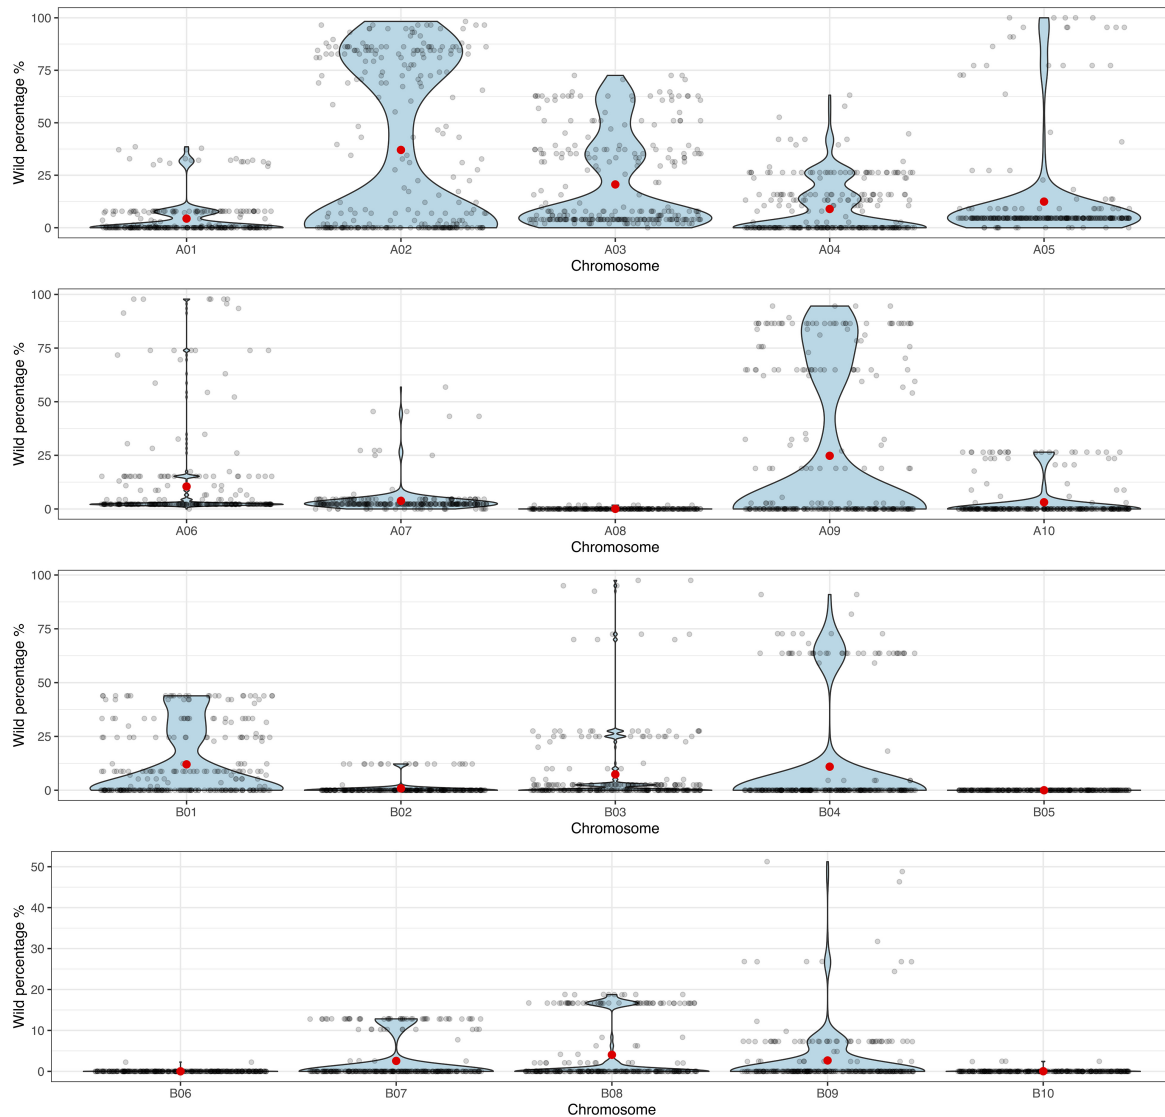 Wild percentage %
100
75
50
25
0
A01 A02 A03 A04 A05
Chromosome
Wild percentage %
100
75
50
25
0
A06 A07 A08 A09 A10
Chromosome
Wild percentage %
100
75
50
25
0
B01 B02 B03 B04 B05
Chromosome
Wild percentage %
50
40
30
20
10
0
B06 B07 B08 B09 B10
Chromosome